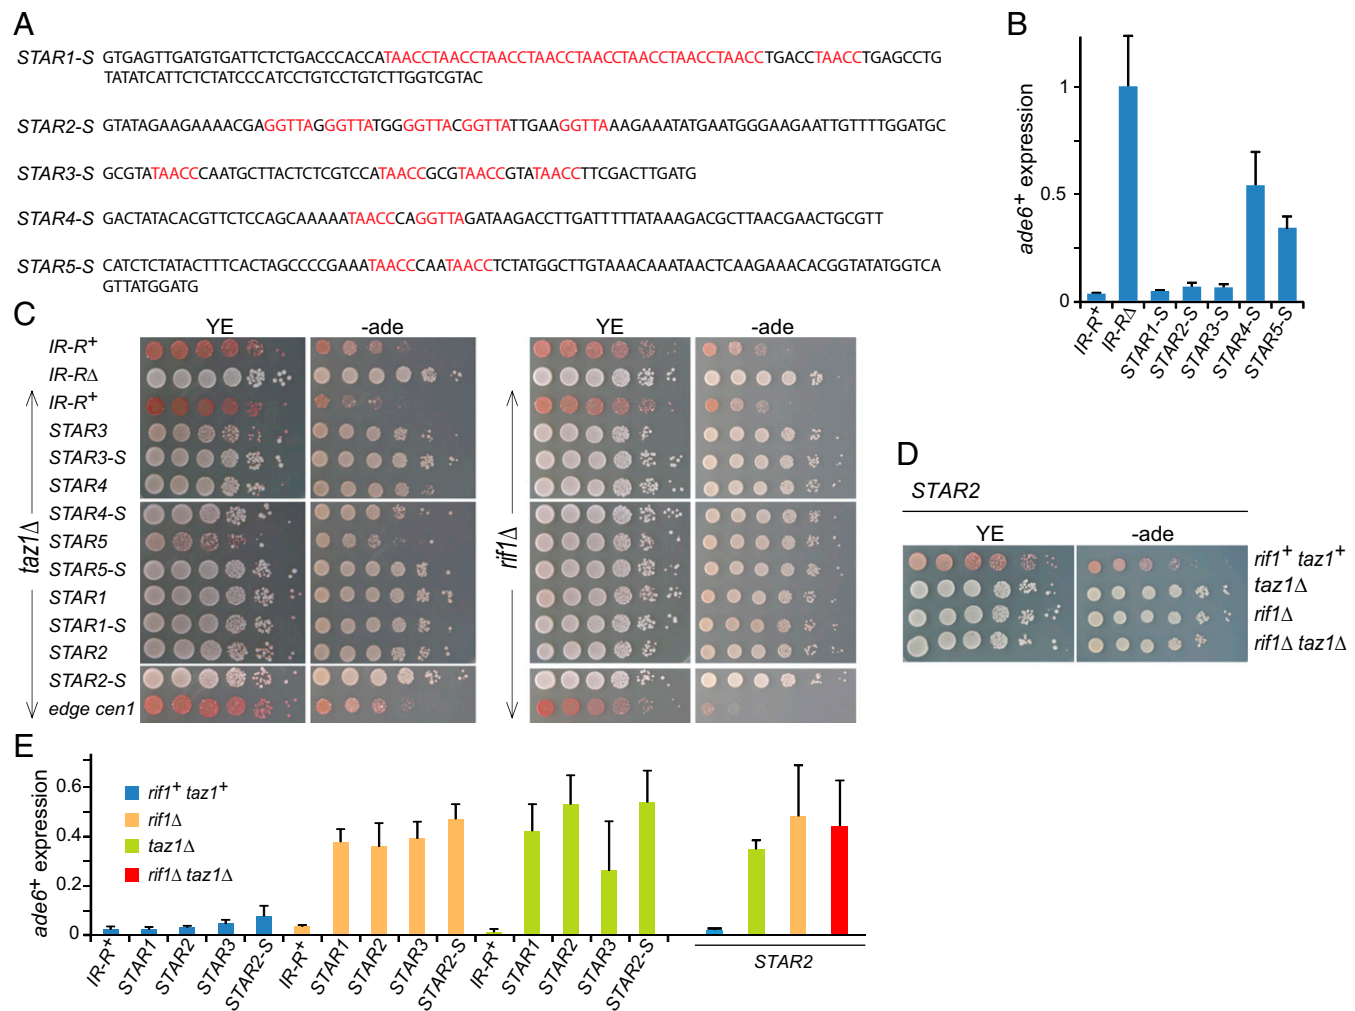 A
STAR1-S GTGAGTTGATGTGATTCTCTGACCCACCATAACCTAACCTAACCTAACCTAACCTAACCTAACCTAACCTGACCTAACCTGAGCCTG
TATATCATTCTCTATCCCATCCTGTCCTGTCTTGGTCGTAC
STAR2-S GTATAGAAGAAAACGAGGTTAGGGTTATGGGGTTACGGTTATTGAAGGTTAAAGAAATATGAATGGGAAGAATTGTTTTGGATGC
STAR3-S GCGTATAACCCAATGCTTACTCTCGTCCATAACCGCGTAACCGTATAACCTTCGACTTGATG
STAR4-S GACTATACACGTTCTCCAGCAAAAATAACCCAGGTTAGATAAGACCTTGATTTTTATAAAGACGCTTAACGAACTGCGTT
STAR5-S CATCTCTATACTTTCACTAGCCCCGAAATAACCCAATAACCTCTATGGCTTGTAAACAAATAACTCAAGAAACACGGTATATGGTCA
GTTATGGATG
B
ade6+ expression
1
0.5
0
IR-R+ IR-RΔ STAR1-S STAR2-S STAR3-S STAR4-S STAR5-S
C
YE -ade YE -ade
IR-R+
IR-RΔ
IR-R+
STAR3
STAR3-S
STAR4
STAR4-S
STAR5
STAR5-S
STAR1
STAR1-S
STAR2
STAR2-S
edge cen1
taz1Δ
rif1Δ
D
STAR2
YE -ade
rif1+ taz1+
taz1Δ
rif1Δ
rif1Δ taz1Δ
E
ade6+ expression
0.6
0.4
0.2
0
rif1+ taz1+
rif1Δ
taz1Δ
rif1Δ taz1Δ
IR-R+ STAR1 STAR2 STAR3 STAR2-S IR-R+ STAR1 STAR2 STAR3 STAR2-S IR-R+ STAR1 STAR2 STAR3 STAR2-S
STAR2